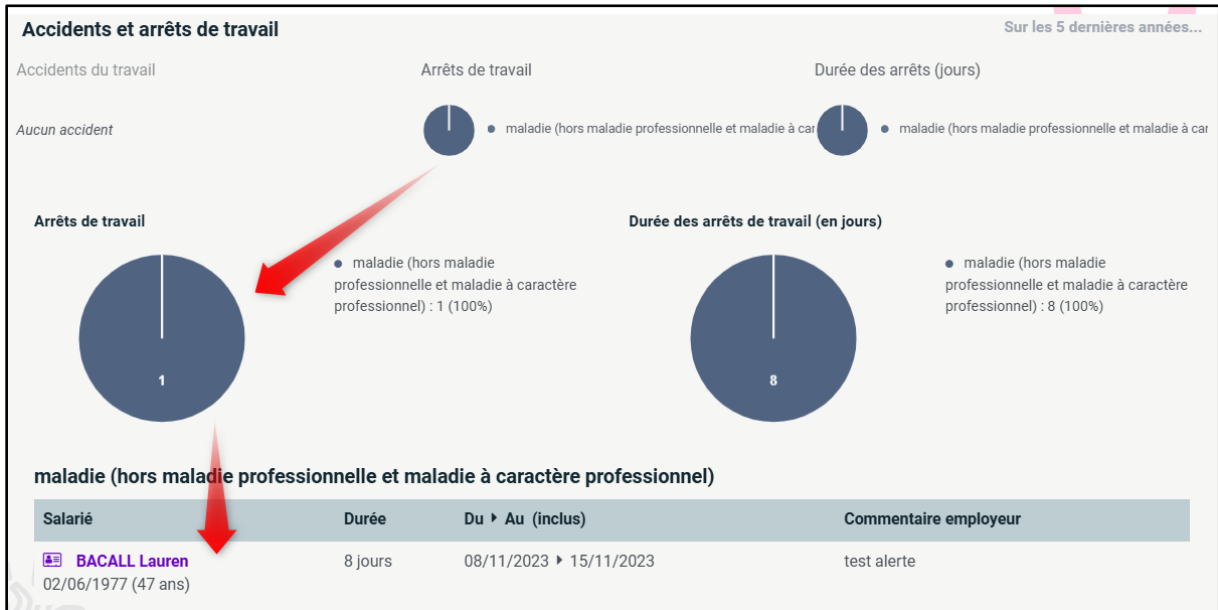 Accidents et arrêts de travail
Sur les 5 dernières années...
Accidents du travail
Arrêts de travail
Durée des arrêts (jours)
Aucun accident
maladie (hors maladie professionnelle et maladie à car
maladie (hors maladie professionnelle et maladie à car
Arrêts de travail
Durée des arrêts de travail (en jours)
maladie (hors maladie
professionnelle et maladie à caractère
professionnel) : 1 (100%)
1
maladie (hors maladie
professionnelle et maladie à caractère
professionnel) : 8 (100%)
8
maladie (hors maladie professionnelle et maladie à caractère professionnel)
Salarié Durée Du ▸ Au (inclus) Commentaire employeur
BACALL Lauren 8 jours 08/11/2023 ▸ 15/11/2023 test alerte
02/06/1977 (47 ans)